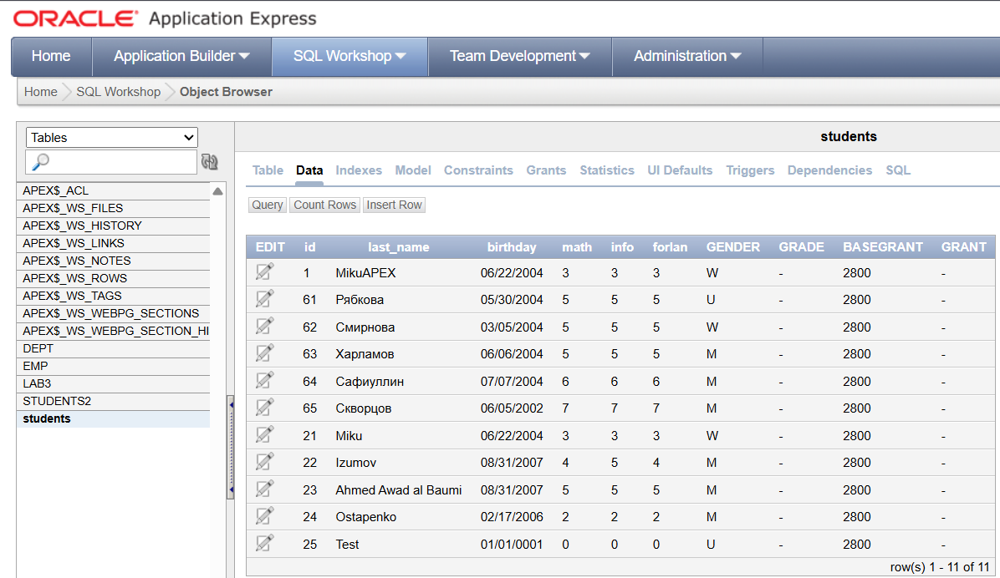 ORACLE® Application Express
Home Application Builder SQL Workshop Team Development Administration
Home SQL Workshop Object Browser
Tables
APEX$_ACL
APEX$_WS_FILES
APEX$_WS_HISTORY
APEX$_WS_LINKS
APEX$_WS_NOTES
APEX$_WS_ROWS
APEX$_WS_TAGS
APEX$_WS_WEBPG_SECTIONS
APEX$_WS_WEBPG_SECTION_HI
DEPT
EMP
LAB3
STUDENTS2
students
students
Table Data Indexes Model Constraints Grants Statistics UI Defaults Triggers Dependencies SQL
Query Count Rows Insert Row
EDIT id last_name birthday math info forlan GENDER GRADE BASEGRANT GRANT
1 MikuAPEX 06/22/2004 3 3 3 W - 2800 -
61 Рябкова 05/30/2004 5 5 5 U - 2800 -
62 Смирнова 03/05/2004 5 5 5 W - 2800 -
63 Харламов 06/06/2004 5 5 5 M - 2800 -
64 Сафиуллин 07/07/2004 6 6 6 M - 2800 -
65 Скворцов 06/05/2002 7 7 7 M - 2800 -
21 Miku 06/22/2004 3 3 3 W - 2800 -
22 Izumov 08/31/2007 4 5 4 M - 2800 -
23 Ahmed Awad al Baumi 08/31/2007 5 5 5 M - 2800 -
24 Ostapenko 02/17/2006 2 2 2 M - 2800 -
25 Test 01/01/0001 0 0 0 U - 2800 -
row(s) 1 - 11 of 11